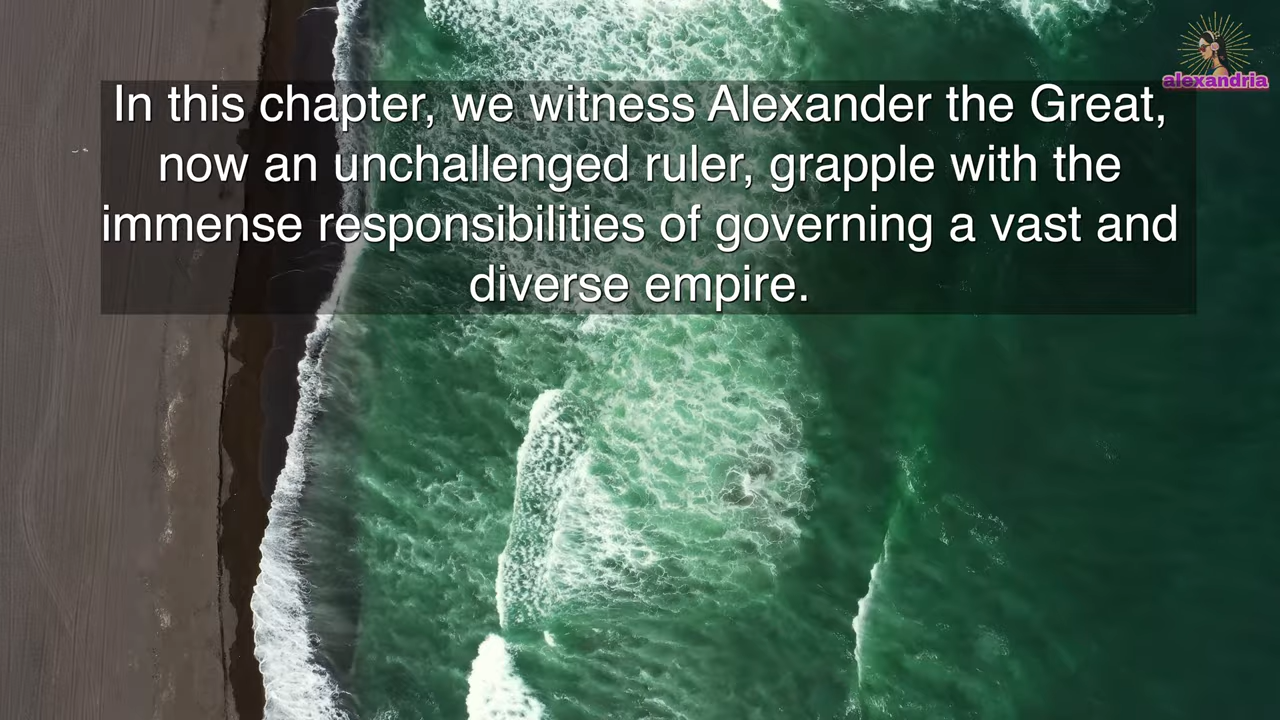 alexandria
In this chapter, we witness Alexander the Great,
now an unchallenged ruler, grapple with the
immense responsibilities of governing a vast and
diverse empire.